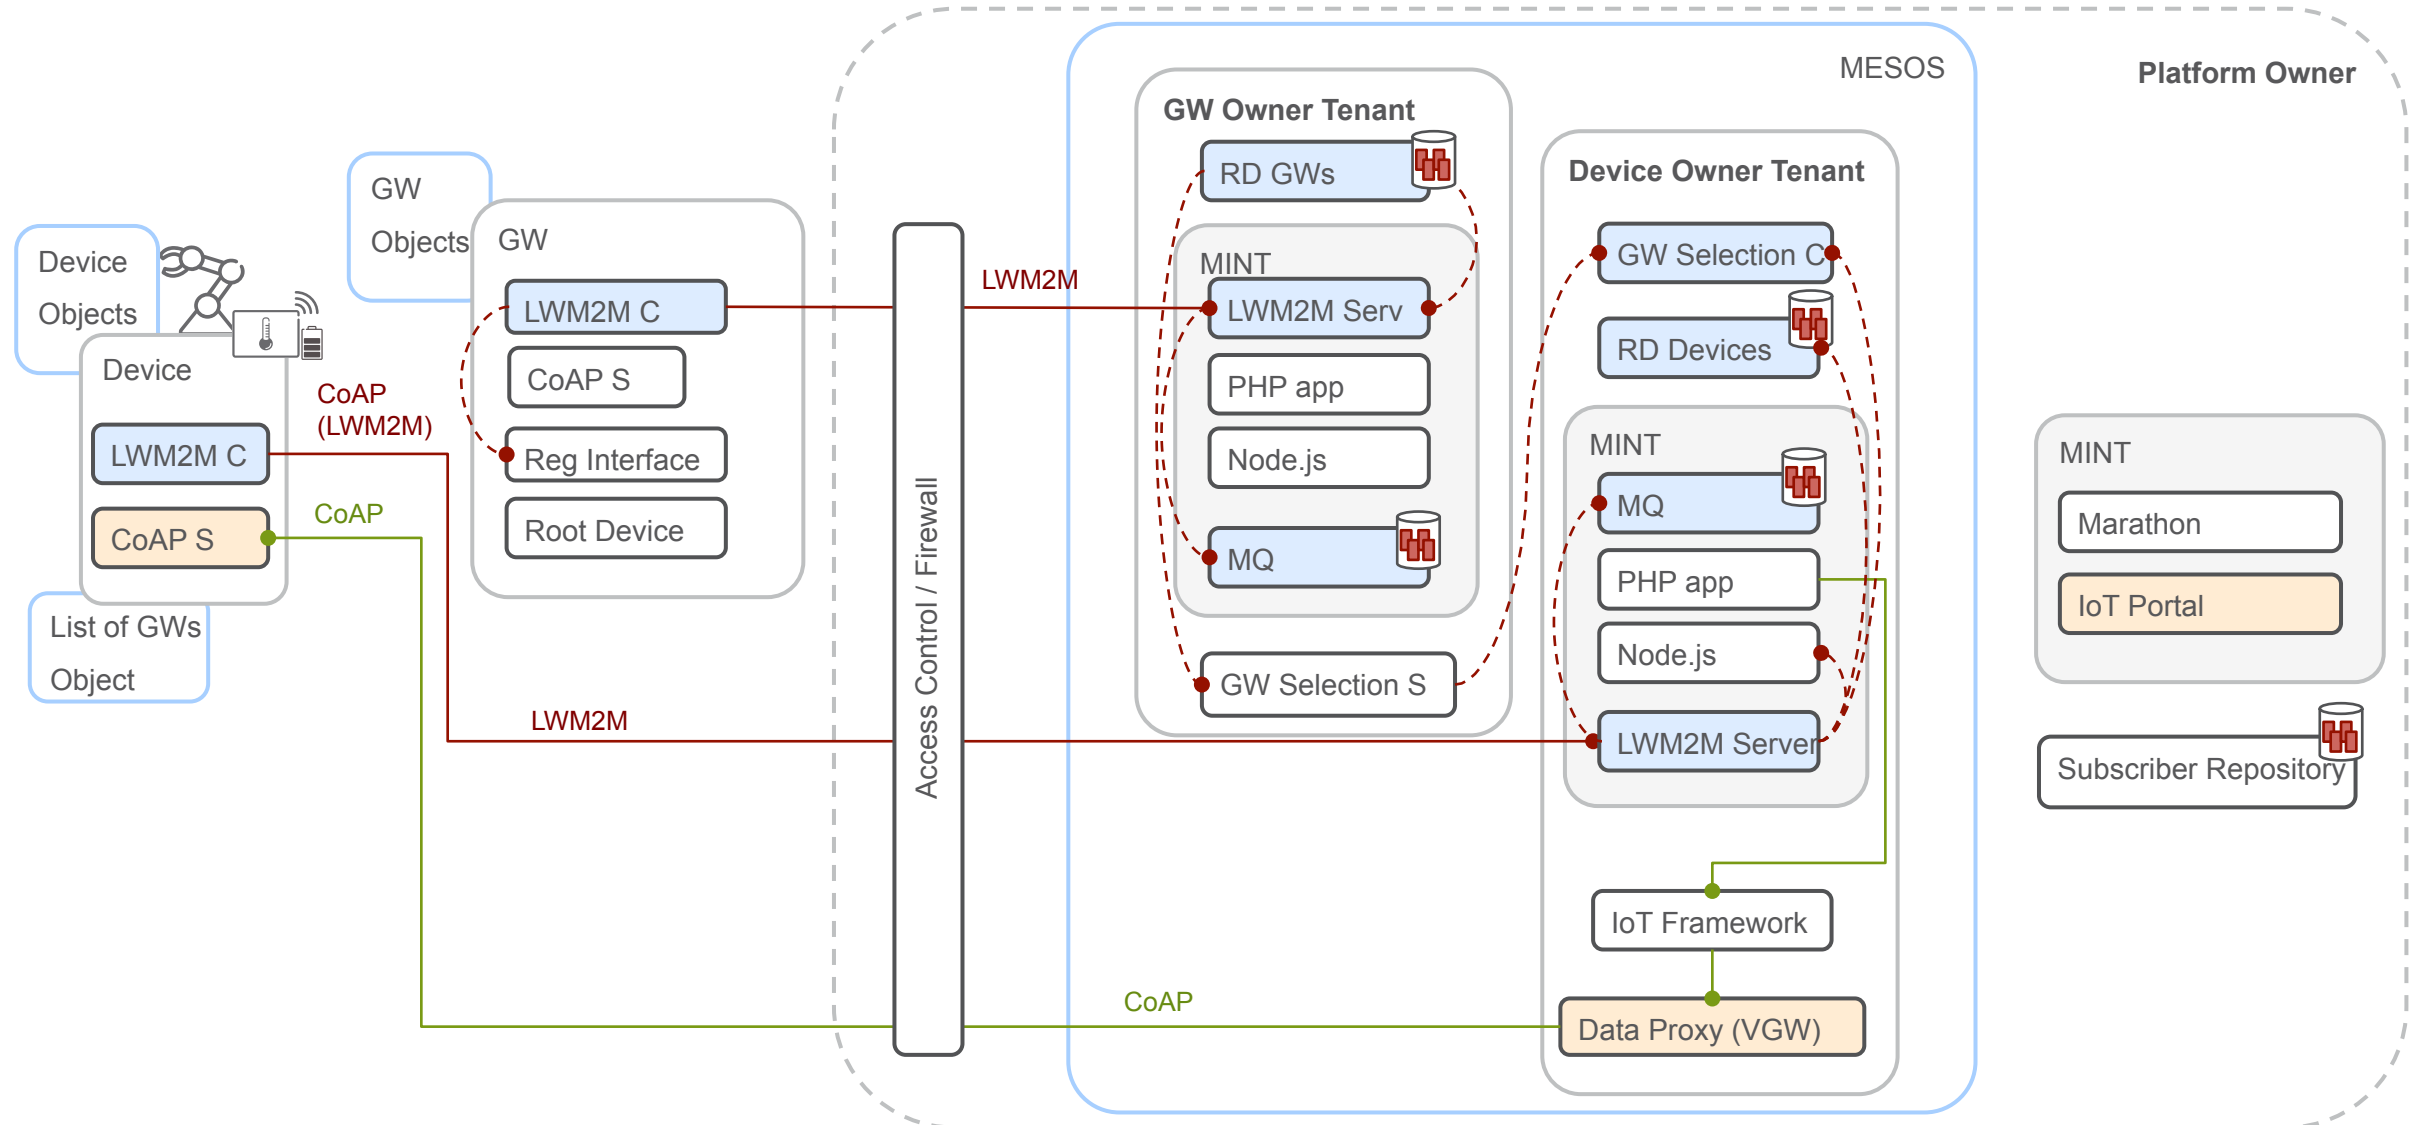 MESOS
Platform Owner
GW Owner Tenant
RD GWs
MINT
LWM2M Serv
PHP app
Node.js
MQ
GW Selection S
Device Owner Tenant
GW Selection C
RD Devices
MINT
MQ
PHP app
Node.js
LWM2M Server
IoT Framework
Data Proxy (VGW)
GW
Objects
GW
LWM2M C
CoAP S
Reg Interface
Root Device
Device
Objects
Device
LWM2M C
CoAP S
List of GWs
Object
CoAP
(LWM2M)
CoAP
LWM2M
LWM2M
CoAP
Access Control / Firewall
MINT
Marathon
IoT Portal
Subscriber Repository